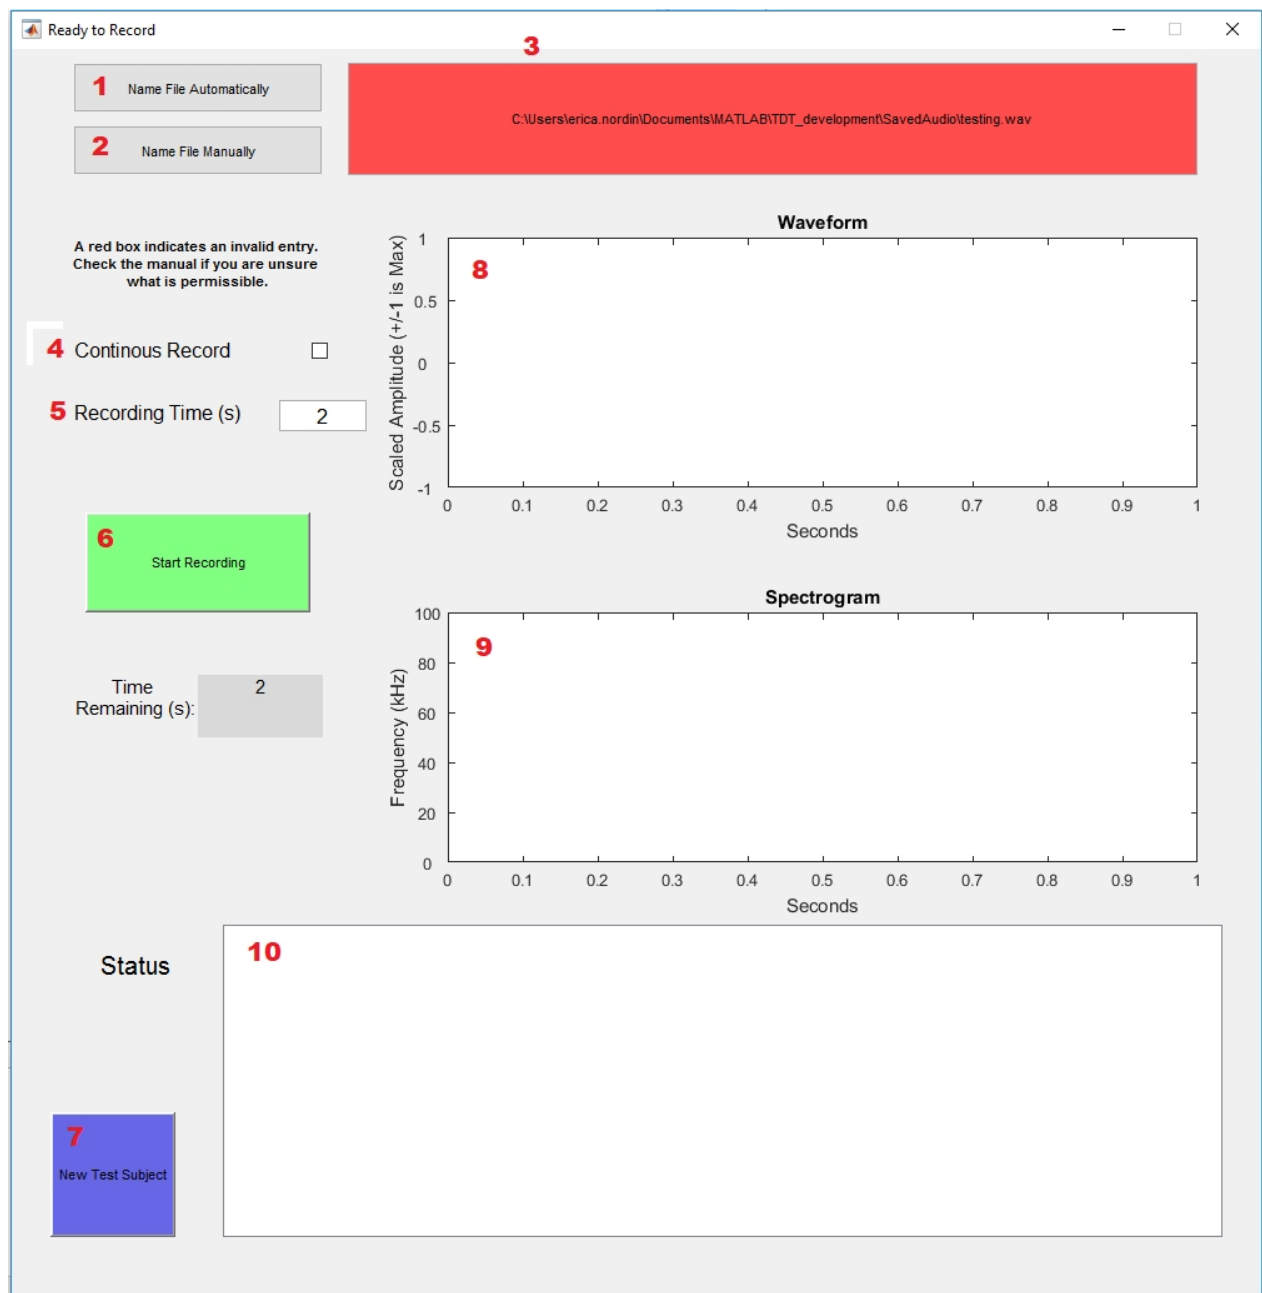 Ready to Record
3
1 Name File Automatically
C:\Users\erica.nordin\Documents\MATLAB\TDT_development\SavedAudio\testing.wav
2 Name File Manually
A red box indicates an invalid entry.
Check the manual if you are unsure
what is permissible.
4 Continous Record
5 Recording Time (s) 2
6
Start Recording
Time
Remaining (s):
2
Waveform
8
Scaled Amplitude (+/-1 is Max)
1
0.5
0
-0.5
-1
0 0.1 0.2 0.3 0.4 0.5 0.6 0.7 0.8 0.9 1
Seconds
Spectrogram
9
Frequency (kHz)
100
80
60
40
20
0
0 0.1 0.2 0.3 0.4 0.5 0.6 0.7 0.8 0.9 1
Seconds
Status
10
7
New Test Subject